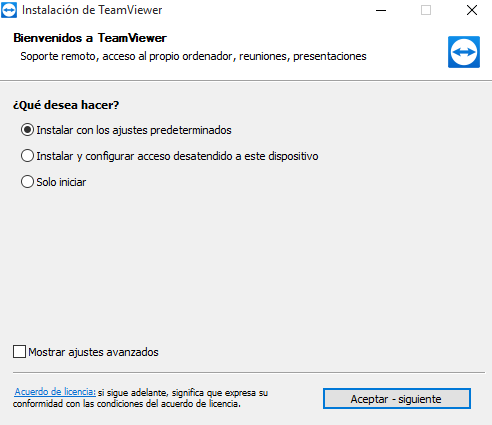 Instalación de TeamViewer
Bienvenidos a TeamViewer
Soporte remoto, acceso al propio ordenador, reuniones, presentaciones
¿Qué desea hacer?
Instalar con los ajustes predeterminados
Instalar y configurar acceso desatendido a este dispositivo
Solo iniciar
Mostrar ajustes avanzados
Acuerdo de licencia: si sigue adelante, significa que expresa su
conformidad con las condiciones del acuerdo de licencia.
Aceptar - siguiente